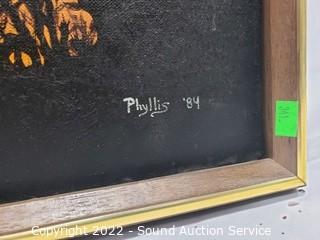 Phyllis '84
Copyright 2022 - Sound Auction Service